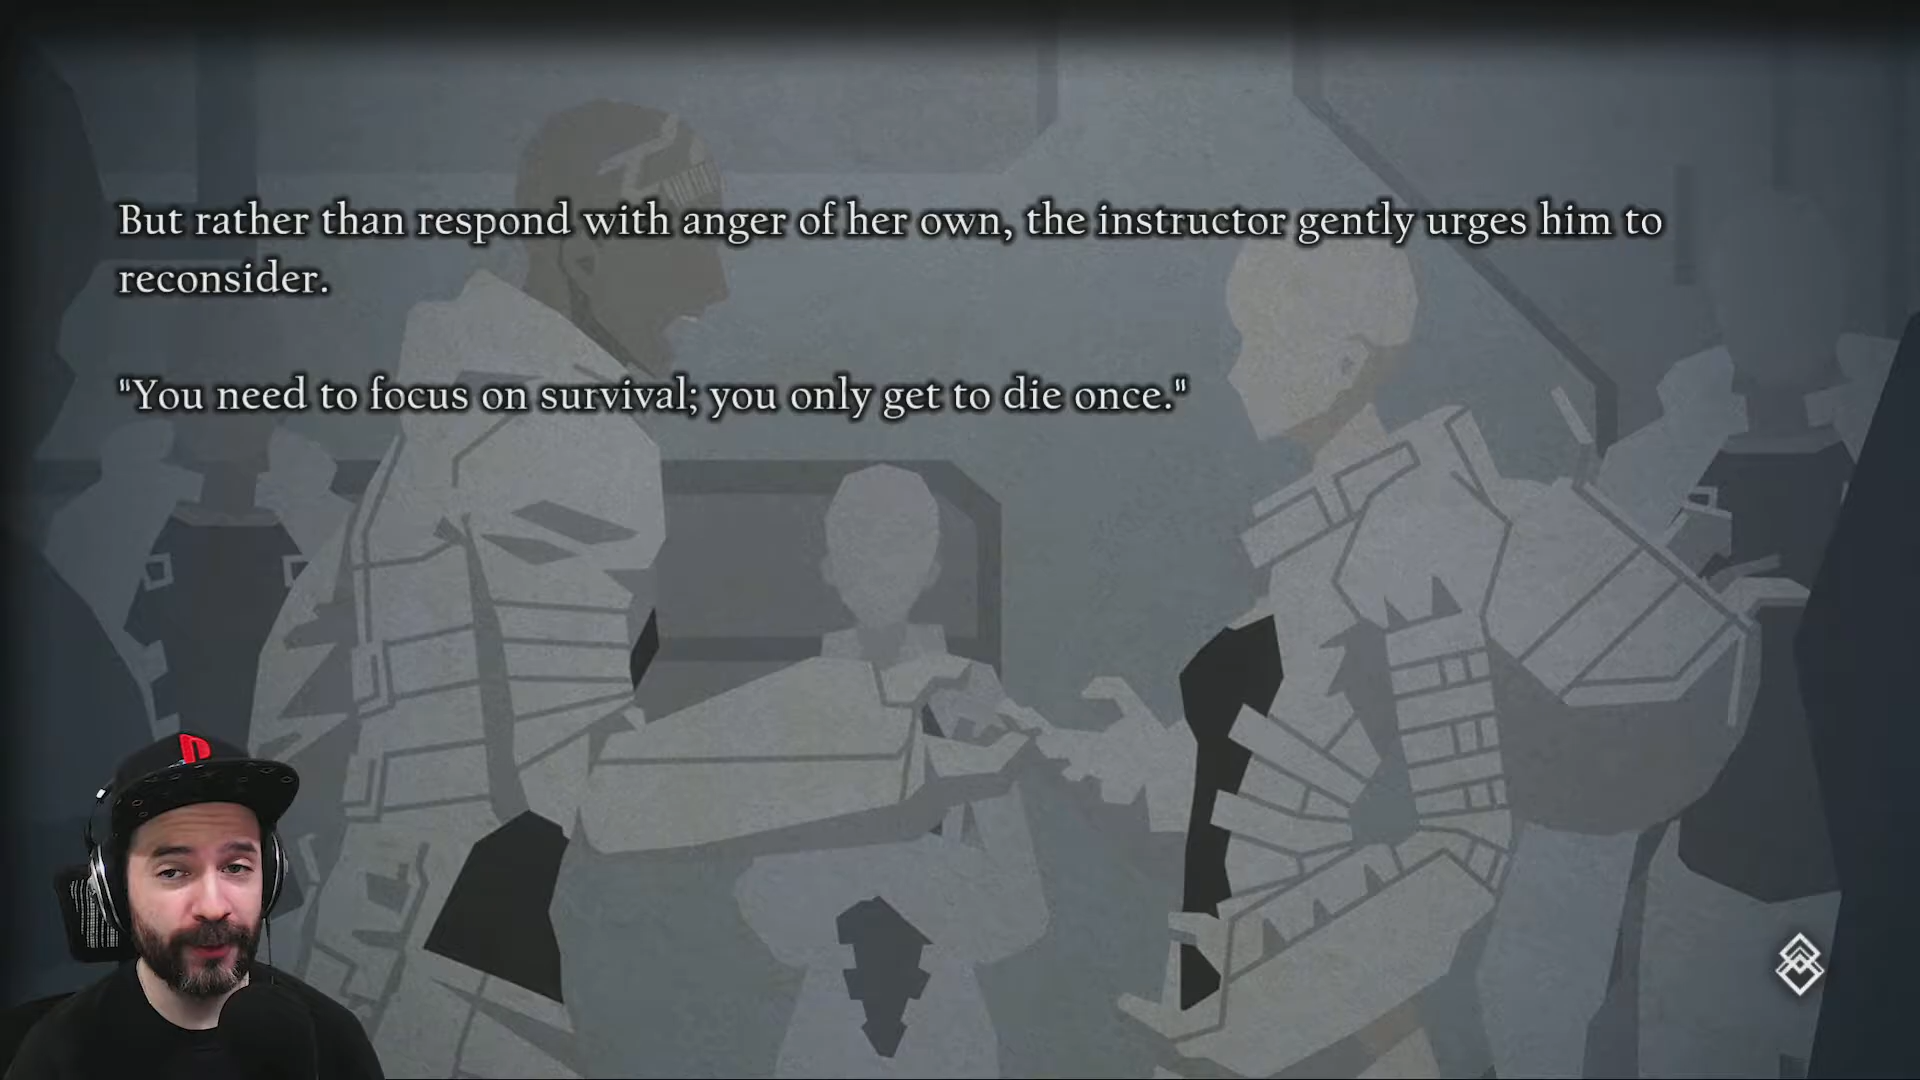 But rather than respond with anger of her own, the instructor gently urges him to
reconsider.
"You need to focus on survival; you only get to die once."